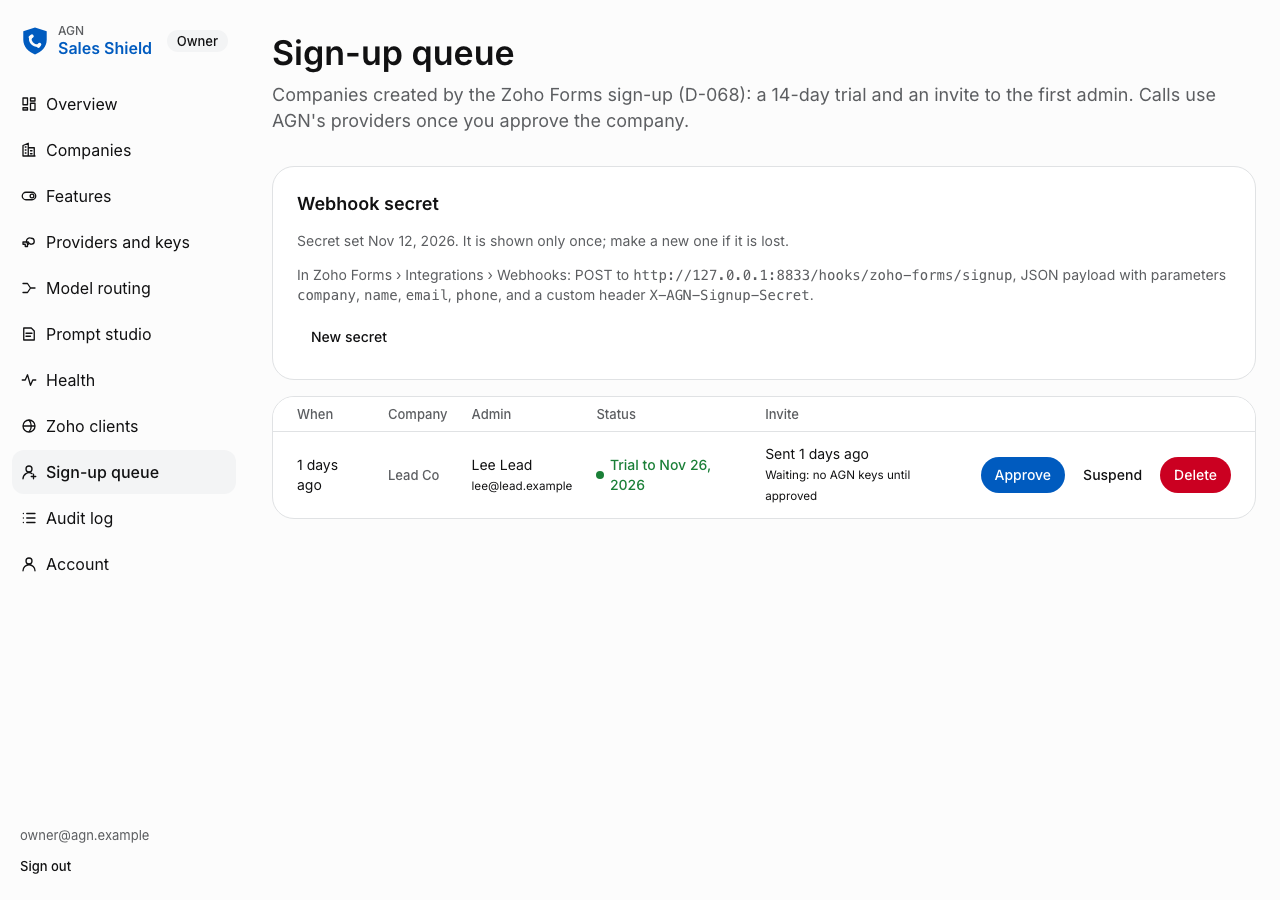 AGN
Sales Shield
Owner
Overview
Companies
Features
Providers and keys
Model routing
Prompt studio
Health
Zoho clients
Sign-up queue
Audit log
Account
owner@agn.example
Sign out
Sign-up queue
Companies created by the Zoho Forms sign-up (D-068): a 14-day trial and an invite to the first admin. Calls use
AGN's providers once you approve the company.
Webhook secret
Secret set Nov 12, 2026. It is shown only once; make a new one if it is lost.
In Zoho Forms › Integrations › Webhooks: POST to http://127.0.0.1:8833/hooks/zoho-forms/signup, JSON payload with parameters
company, name, email, phone, and a custom header X-AGN-Signup-Secret.
New secret
When Company Admin Status Invite
1 days
ago
Lead Co
Lee Lead
lee@lead.example
Trial to Nov 26,
2026
Sent 1 days ago
Waiting: no AGN keys until
approved
Approve Suspend Delete